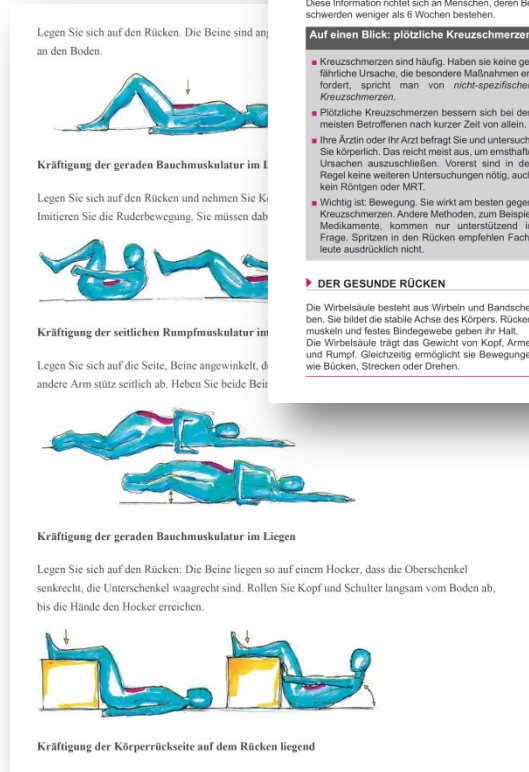 Legen Sie sich auf den Rücken. Die Beine sind
an den Boden.
Kräftigung der geraden Bauchmuskulatur im
Legen Sie sich auf den Rücken und nehmen Sie
Imitieren Sie die Ruderbewegung. Sie müssen
Kräftigung der seitlichen Rumpfmuskulatur im
Legen Sie sich auf die Seite, Beine angewinkelt,
andere Arm stütz seitlich ab. Heben Sie beide
Kräftigung der geraden Bauchmuskulatur im Liegen
Legen Sie sich auf den Rücken: Die Beine liegen so auf einem Hocker, dass die Oberschenkel
senkrecht, die Unterschenkel waagrecht sind. Rollen Sie Kopf und Schulter langsam vom Boden ab,
bis die Hände den Hocker erreichen.
Kräftigung der Körperrückseite auf dem Rücken liegend
Diese Information richtet sich an Menschen, deren Be
schwerden weniger als 6 Wochen bestehen.
Auf einen Blick: plötzliche Kreuzschmerzen
Kreuzschmerzen sind häufig. Haben sie keine ge
fährliche Ursache, die besondere Maßnahmen er
fordert, spricht man von nicht-spezifischen
Kreuzschmerzen.
Plötzliche Kreuzschmerzen bessern sich bei den
meisten Betroffenen nach kurzer Zeit von allein.
Ihre Ärztin oder Ihr Arzt befragt Sie und untersuch
Sie körperlich. Das reicht meist aus, um ernsthafte
Ursachen auszuschließen. Vorerst sind in de
Regel keine weiteren Untersuchungen nötig, auch
kein Röntgen oder MRT.
Wichtig ist: Bewegung. Sie wirkt am besten gegen
Kreuzschmerzen. Andere Methoden, zum Beispie
Medikamente, kommen nur unterstützend i
Frage. Spritzen in den Rücken empfehlen Fach
leute ausdrücklich nicht.
DER GESUNDE RÜCKEN
Die Wirbelsäule besteht aus Wirbeln und Bandsche
ben. Sie bildet die stabile Achse des Körpers. Rücken
muskeln und festes Bindegewebe geben ihr Halt.
Die Wirbelsäule trägt das Gewicht von Kopf, Arme
und Rumpf. Gleichzeitig ermöglicht sie Bewegunge
wie Bücken, Strecken oder Drehen.